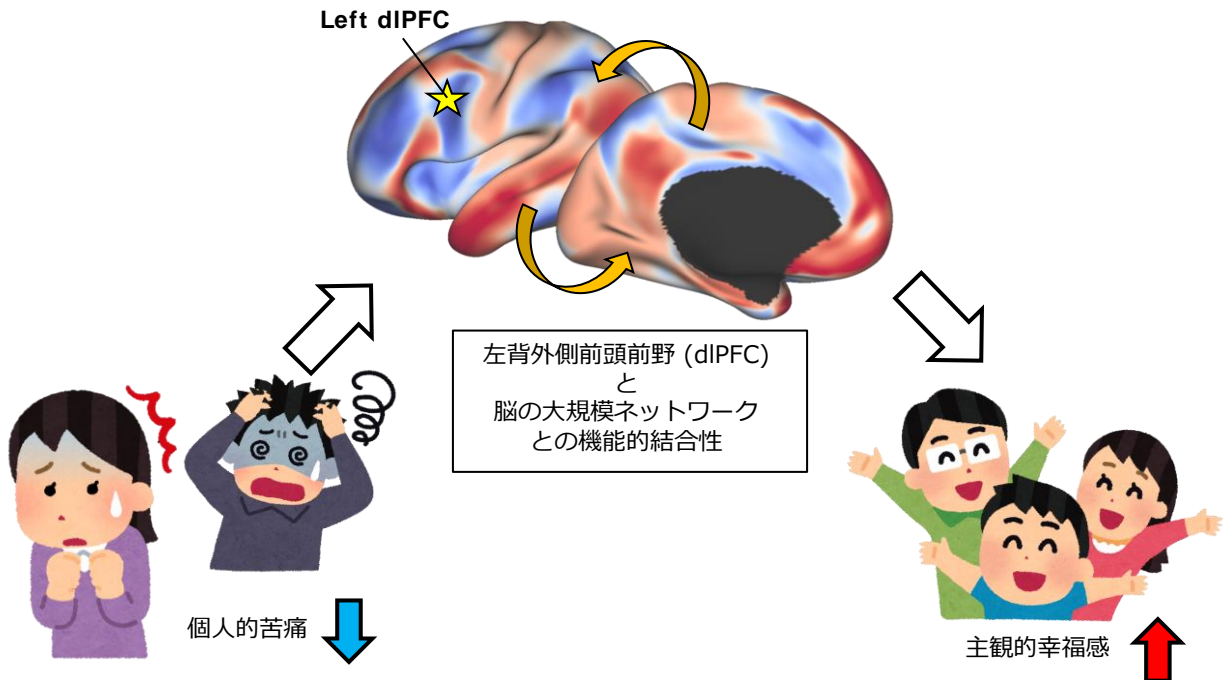 Left dlPFC
左背外側前頭前野 (dlPFC)
と
脳の大規模ネットワーク
との機能的結合性
個人的苦痛
主観的幸福感